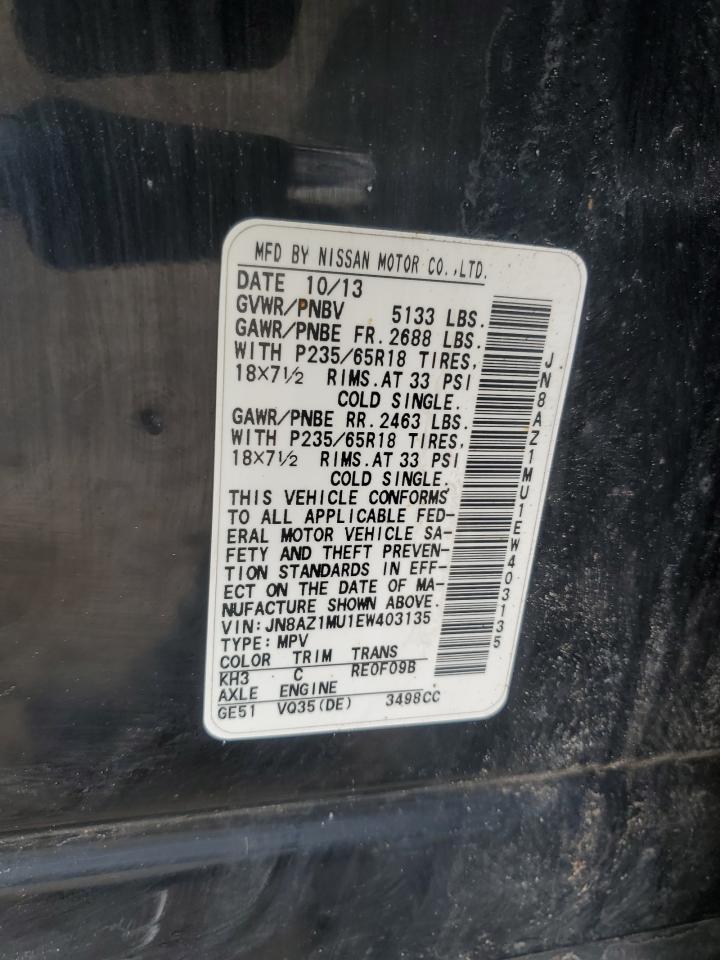 MFD BY NISSAN MOTOR CO.,LTD.
DATE 10/13
GVWR/PNBV 5133 LBS.
GAWR/PNBE FR. 2688 LBS.
WITH P235/65R18 TIRES,
18X7½ RIMS.AT 33 PSI
COLD SINGLE.
GAWR/PNBE RR. 2463 LBS.
WITH P235/65R18 TIRES,
18X7½ RIMS.AT 33 PSI
COLD SINGLE.
THIS VEHICLE CONFORMS
TO ALL APPLICABLE FED-
ERAL MOTOR VEHICLE SA-
FETY AND THEFT PREVEN-
TION STANDARDS IN EFF-
ECT ON THE DATE OF MA-
NUFACTURE SHOWN ABOVE.
VIN: JN8AZ1MU1EW403135
TYPE: MPV
COLOR TRIM TRANS
KH3 C RE0F09B
AXLE ENGINE
GE51 VQ35(DE) 3498CC
JN8AZ1MU1EW403135